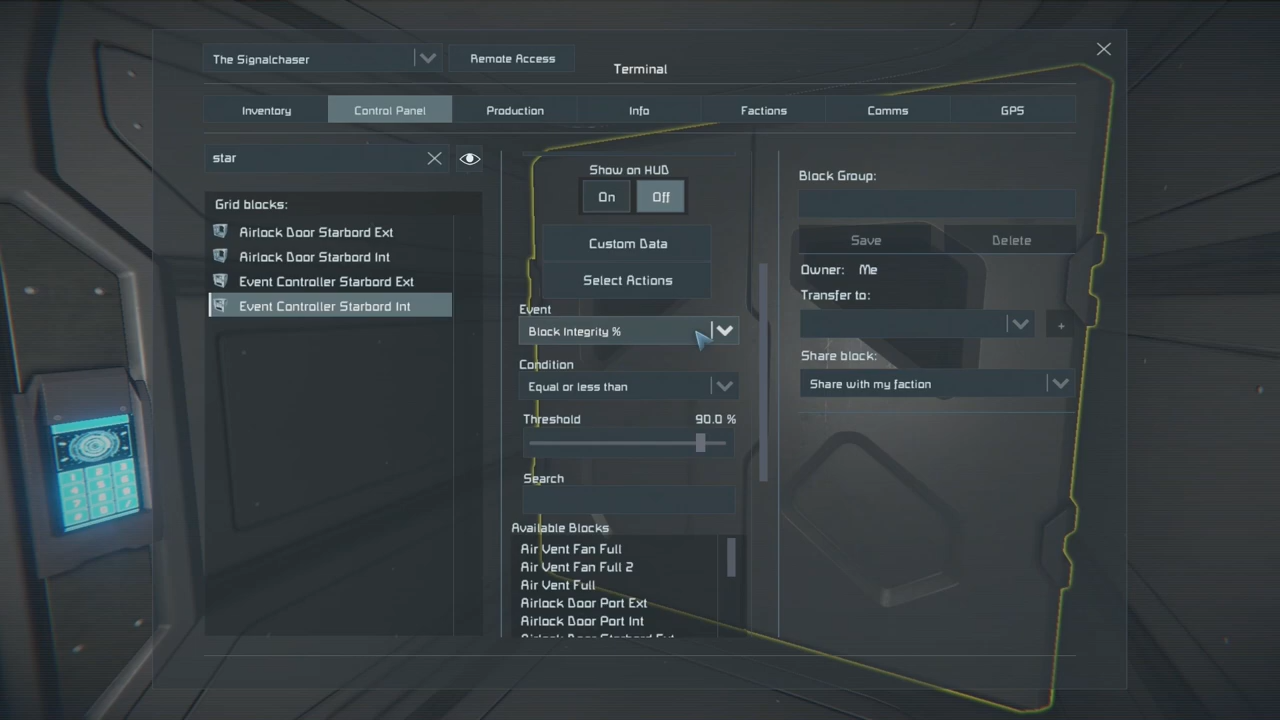 The Signalchaser
Remote Access
Terminal
Inventory
Control Panel
Production
Info
Factions
Comms
GPS
star
Grid blocks:
Airlock Door Starbord Ext
Airlock Door Starbord Int
Event Controller Starbord Ext
Event Controller Starbord Int
Show on HUD
On
Off
Custom Data
Select Actions
Event
Block Integrity %
Condition
Equal or less than
Threshold 90.0 %
Search
Available Blocks
Air Vent Fan Full
Air Vent Fan Full 2
Air Vent Full
Airlock Door Port Ext
Airlock Door Port Int
Airlock Door Starbord Ext
Block Group:
Save
Delete
Owner: Me
Transfer to:
+
Share block:
Share with my faction